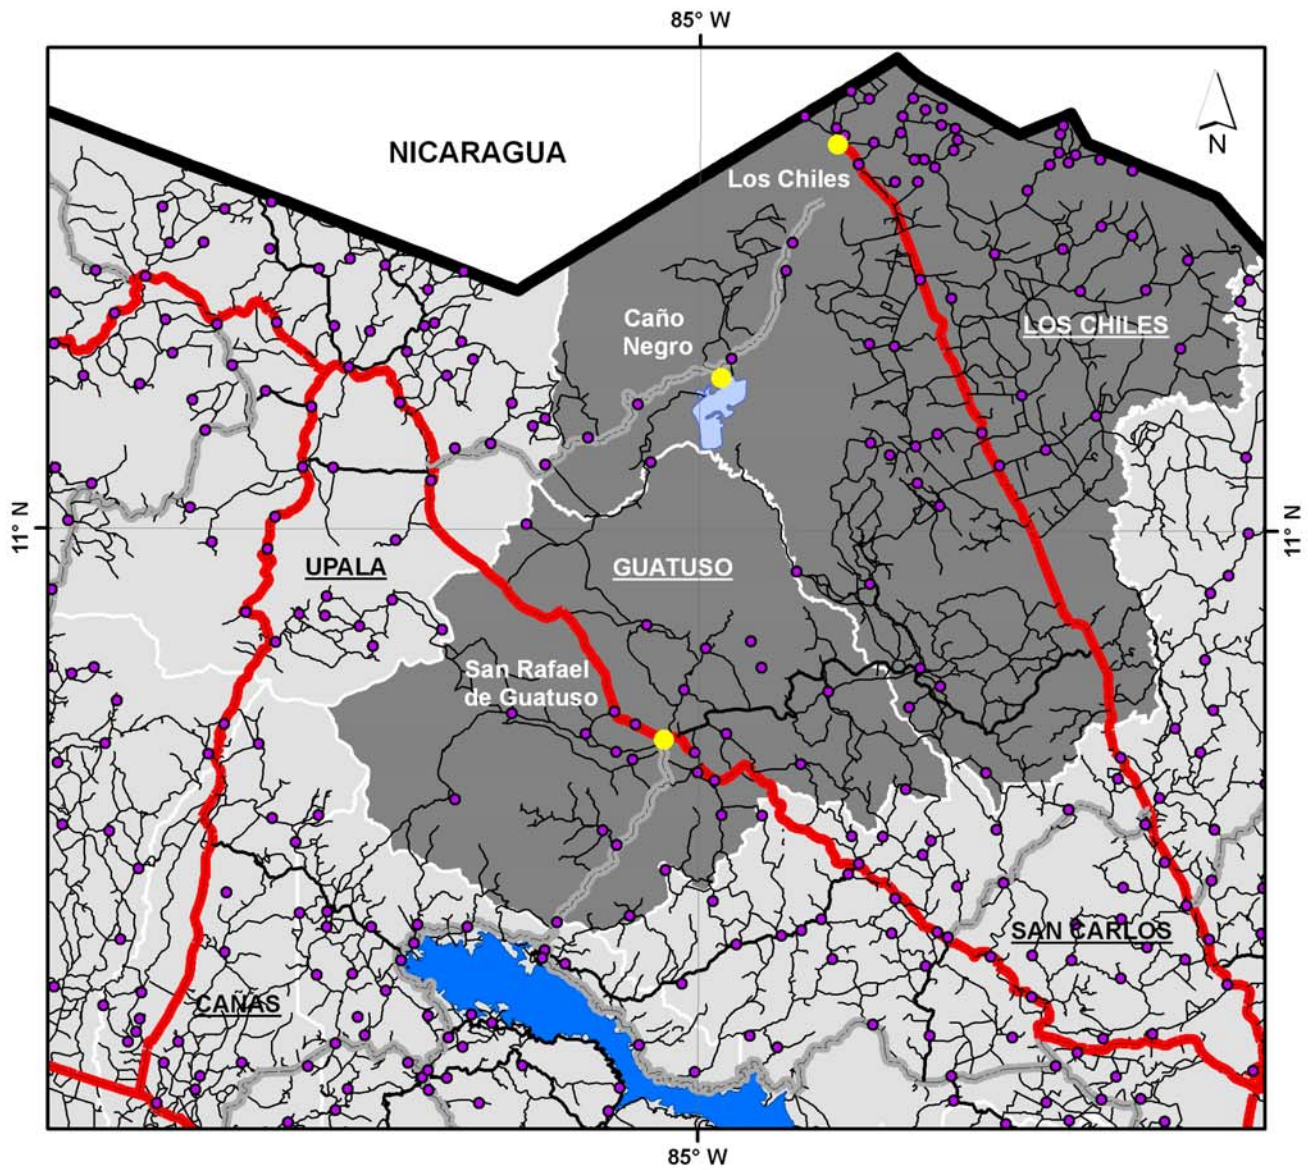 85° W
NICARAGUA
N
Los Chiles
Caño
Negro
LOS CHILES
11° N
11° N
UPALA
GUATUSO
San Rafael
de Guatuso
SAN CARLOS
CAÑAS
85° W